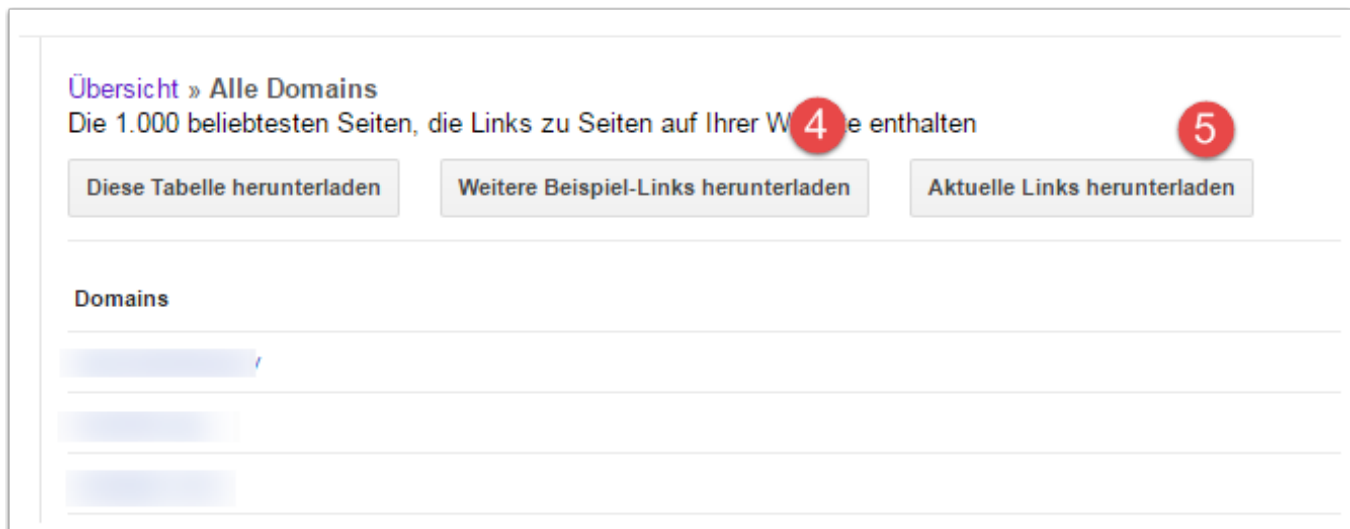 Übersicht » Alle Domains
Die 1.000 beliebtesten Seiten, die Links zu Seiten auf Ihrer enthalten
4
5
Diese Tabelle herunterladen
Weitere Beispiel-Links herunterladen
Aktuelle Links herunterladen
Domains